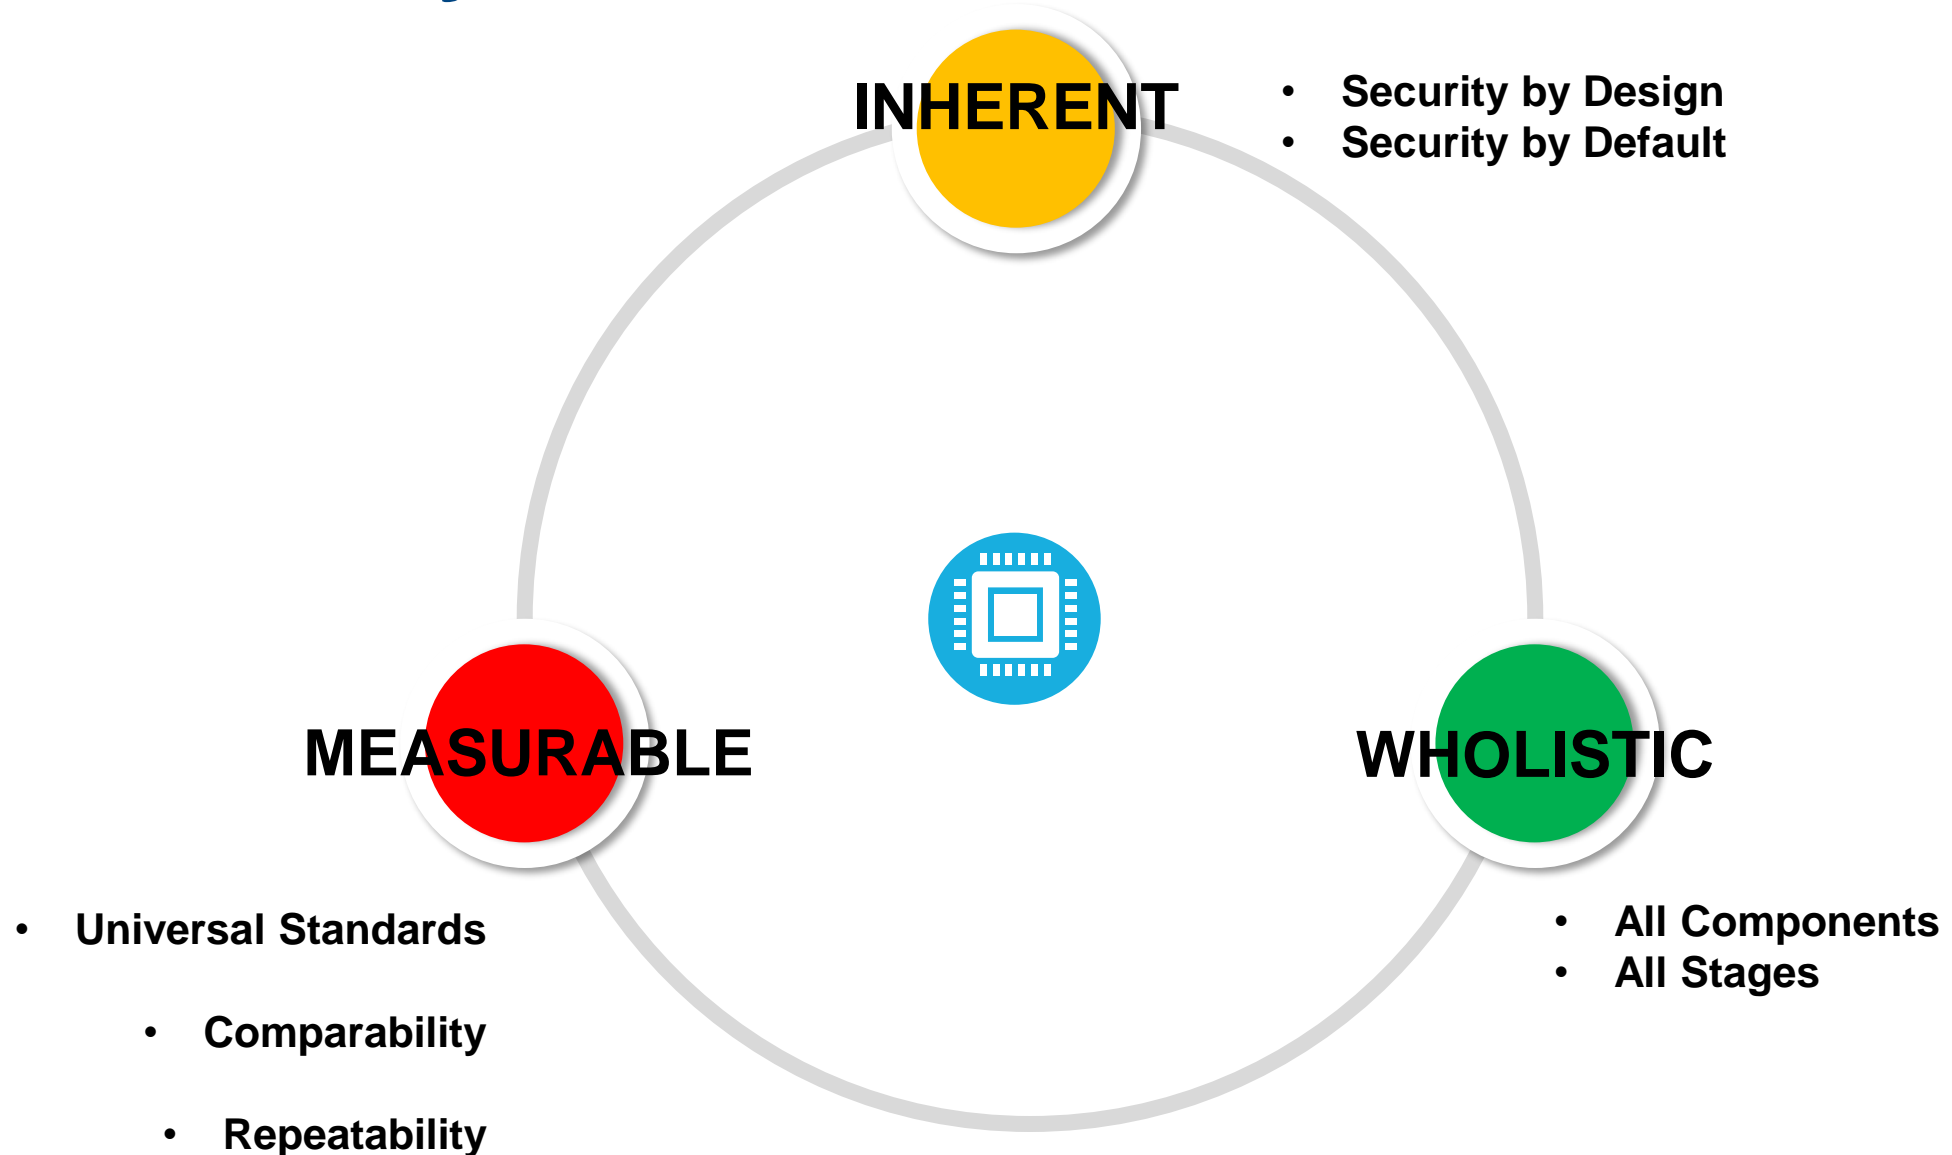 INHERENT
• Security by Design
• Security by Default
MEASURABLE
WHOLISTIC
• Universal Standards
• Comparability
• Repeatability
• All Components
• All Stages